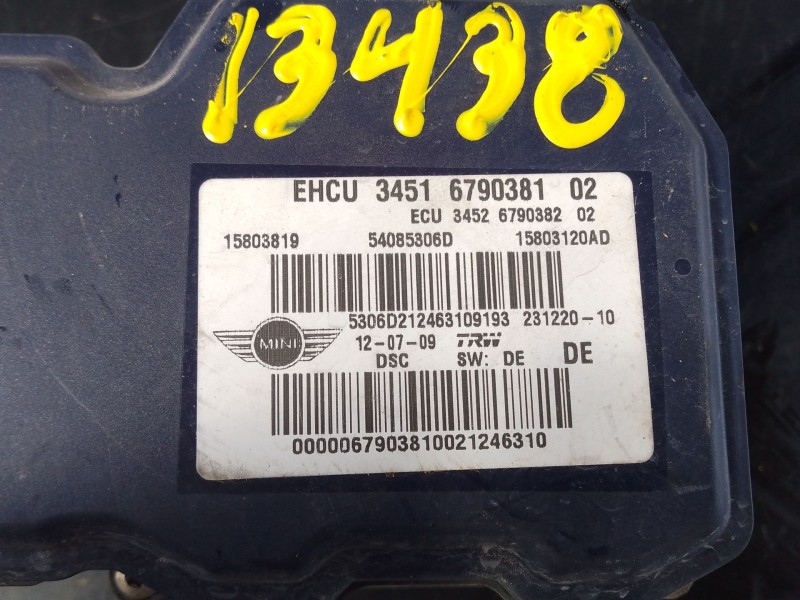 13438
EHCU 3451 6790381 02
ECU 3452 6790382 02
15803819 54085306D 15803120AD
5306D212463109193 231220-10
MINI 12-07-09 TRW
DSC SW: DE DE
0000067903810021246310